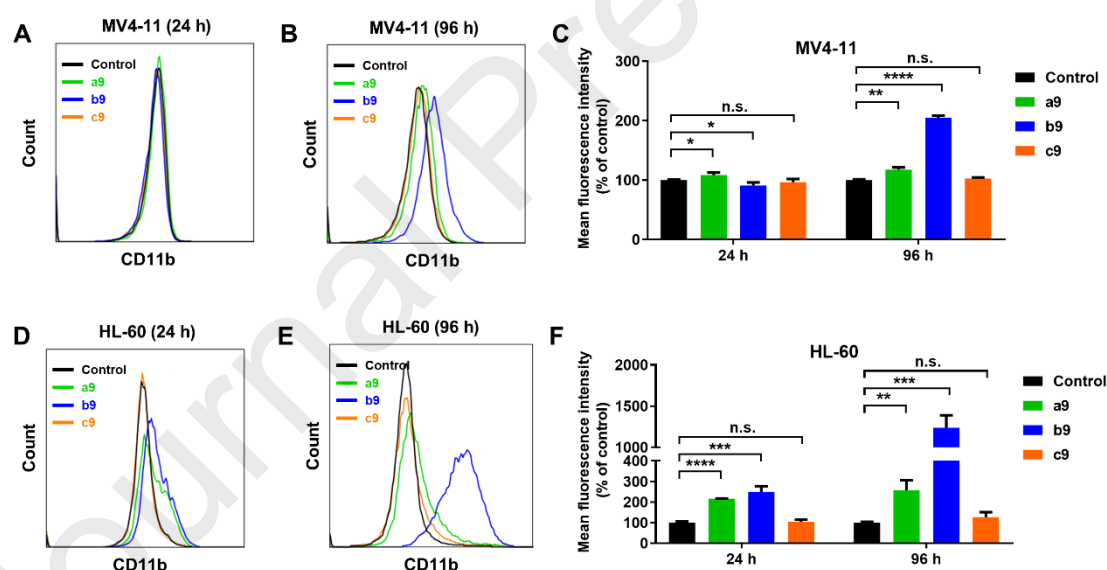 A
MV4-11 (24 h)
Control
a9
b9
c9
Count
CD11b
B
MV4-11 (96 h)
Control
a9
b9
c9
Count
CD11b
C
MV4-11
Mean fluorescence intensity
(% of control)
300
200
100
0
n.s.
*
*
n.s.
****
**
24 h
96 h
Control
a9
b9
c9
D
HL-60 (24 h)
Control
a9
b9
c9
Count
CD11b
E
HL-60 (96 h)
Control
a9
b9
c9
Count
CD11b
F
HL-60
Mean fluorescence intensity
(% of control)
2000
1500
1000
400
300
200
100
0
n.s.
***
****
n.s.
***
**
24 h
96 h
Control
a9
b9
c9
ournal Pre